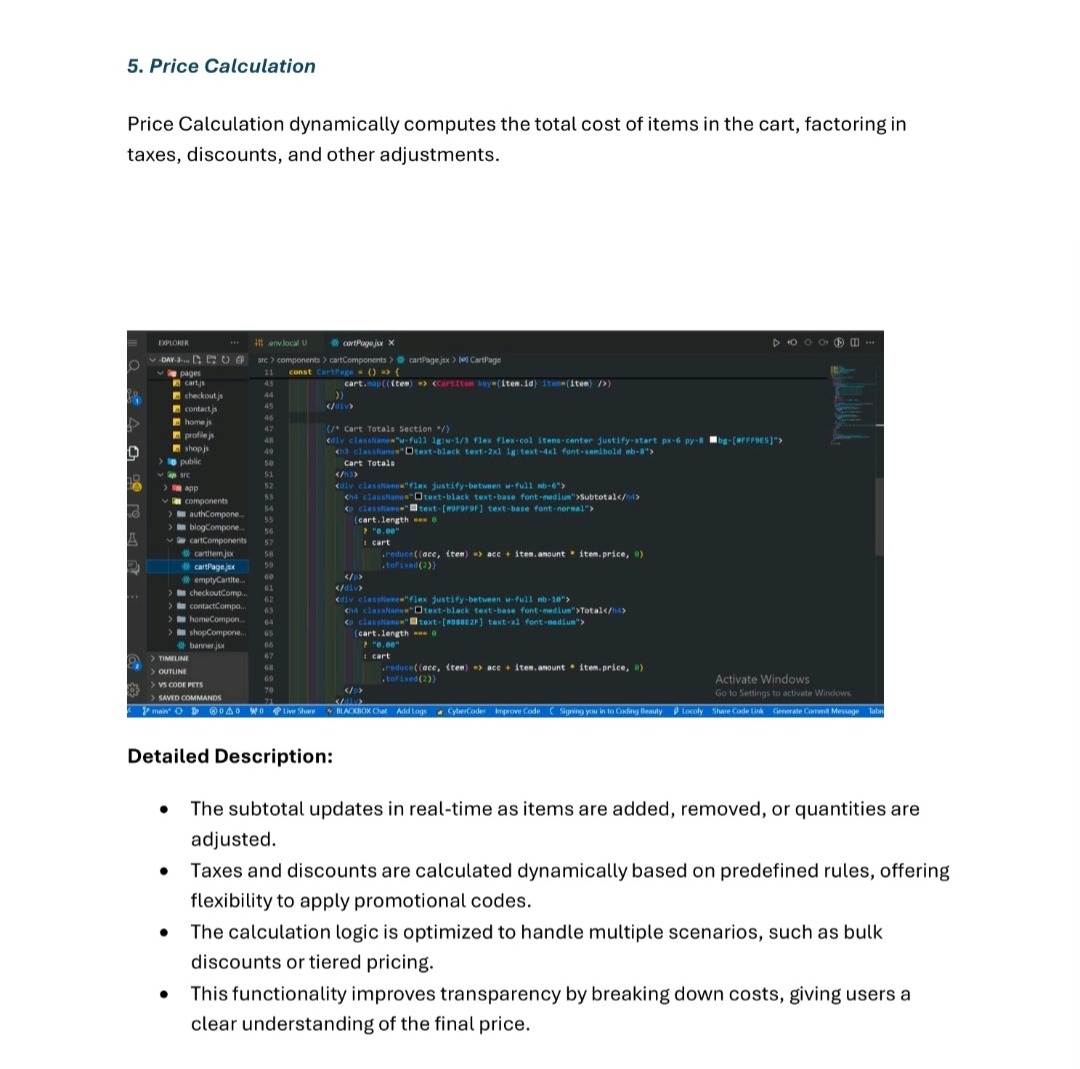 5. Price Calculation
Price Calculation dynamically computes the total cost of items in the cart, factoring in
taxes, discounts, and other adjustments.
EXPLORER ...
.env.local U
cartPage.jsx X
-DAY-3-...
src > components > cartComponents > cartPage.jsx > CartPage
pages
cart.js
checkout.js
contact.js
home.js
profile.js
shop.js
public
src
app
components
authCompone...
blogCompone...
cartComponents
cartItem.jsx
cartPage.jsx
emptyCartIte...
checkoutComp...
contactCompo...
homeCompon...
shopCompone...
banner.jsx
TIMELINE
OUTLINE
VS CODE PETS
SAVED COMMANDS
11 const CartPage = () => {
43 cart.map((item) => <CartItem key={item.id} item={item} />)
44 )}
45 </div>
46
47 {/* Cart Totals Section */}
48 <div className="w-full lg:w-1/3 flex flex-col items-center justify-start px-6 py-8 bg-[#FFF9E5]">
49 <h3 className="text-black text-2xl lg:text-4xl font-semibold mb-8">
50 Cart Totals
51 </h3>
52 <div className="flex justify-between w-full mb-6">
53 <h4 className="text-black text-base font-medium">Subtotal</h4>
54 <p className="text-[#9F9F9F] text-base font-normal">
55 {cart.length === 0
56 ? "0.00"
57 : cart
58 .reduce((acc, item) => acc + item.amount * item.price, 0)
59 .toFixed(2)}
60 </p>
61 </div>
62 <div className="flex justify-between w-full mb-10">
63 <h4 className="text-black text-base font-medium">Total</h4>
64 <p className="text-[#B88E2F] text-xl font-medium">
65 {cart.length === 0
66 ? "0.00"
67 : cart
68 .reduce((acc, item) => acc + item.amount * item.price, 0)
69 .toFixed(2)}
70 </p>
71 </div>
Activate Windows
Go to Settings to activate Windows.
main* 0 0 0 0 Live Share BLACKBOX Chat Add Logs CyberCoder Improve Code Signing you in to Coding Beauty Locofy Share Code Link Generate Commit Message
Detailed Description:
• The subtotal updates in real-time as items are added, removed, or quantities are
adjusted.
• Taxes and discounts are calculated dynamically based on predefined rules, offering
flexibility to apply promotional codes.
• The calculation logic is optimized to handle multiple scenarios, such as bulk
discounts or tiered pricing.
• This functionality improves transparency by breaking down costs, giving users a
clear understanding of the final price.